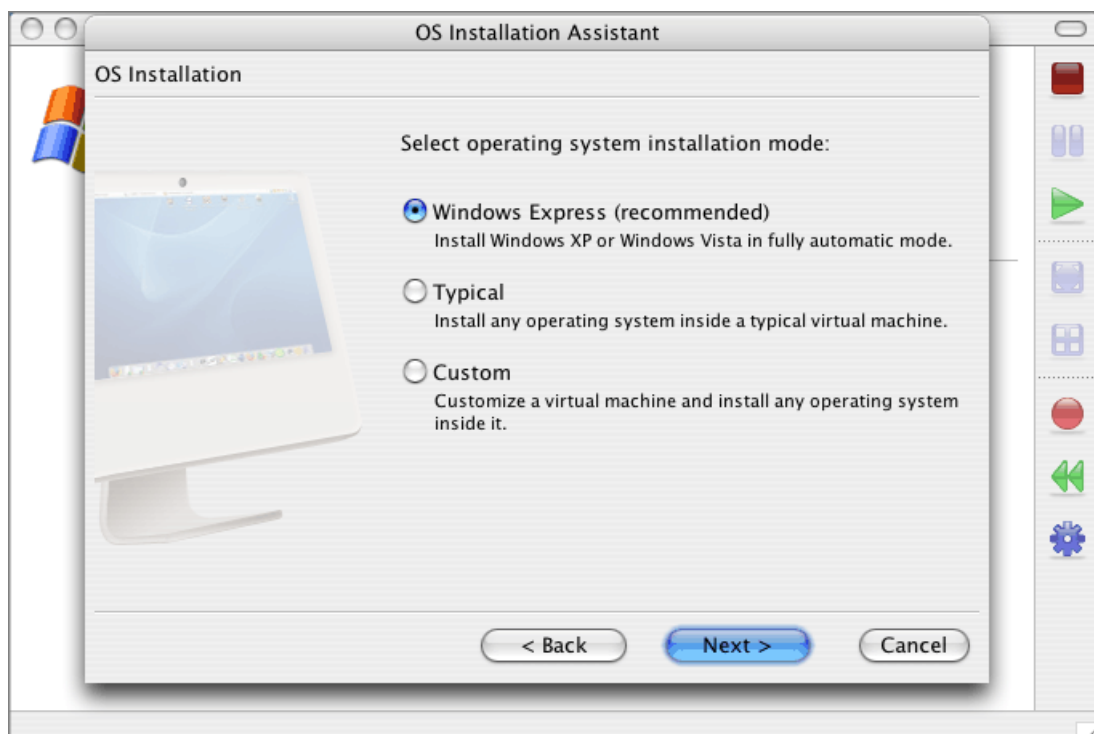 OS Installation Assistant
OS Installation
Select operating system installation mode:
Windows Express (recommended)
Install Windows XP or Windows Vista in fully automatic mode.
Typical
Install any operating system inside a typical virtual machine.
Custom
Customize a virtual machine and install any operating system
inside it.
< Back
Next >
Cancel